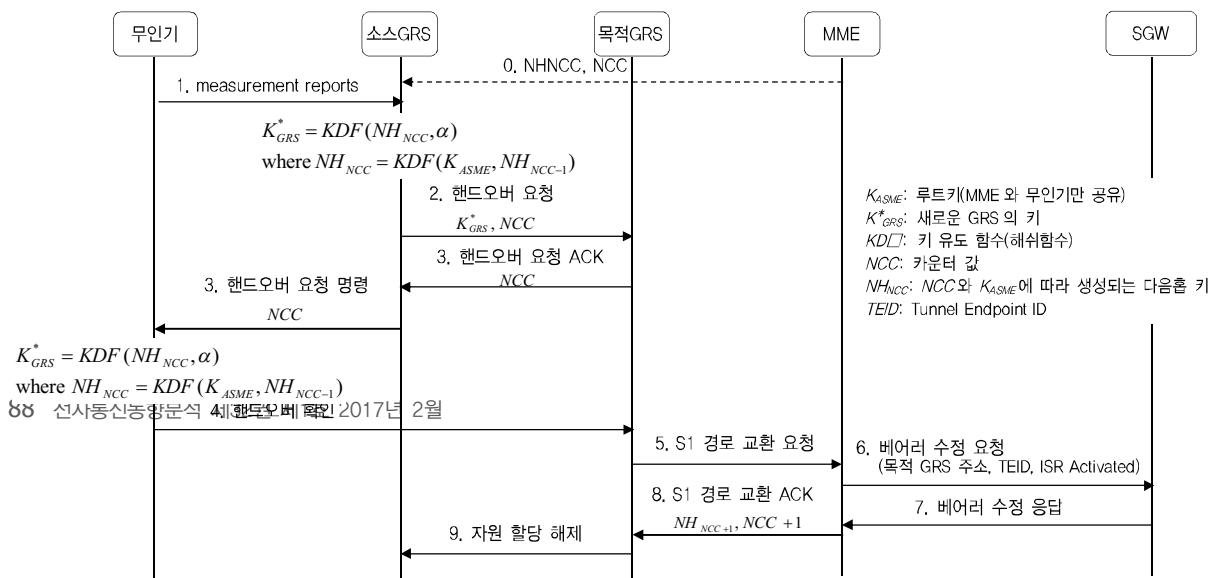 무인기
소스GRS
목적GRS
MME
SGW
0. NHNCC, NCC
1. measurement reports
K*GRS = KDF(NHNCC, α)
where NHNCC = KDF(KASME, NHNCC−1)
2. 핸드오버 요청
K*GRS, NCC
3. 핸드오버 요청 ACK
NCC
3. 핸드오버 요청 명령
NCC
KASME: 루트키(MME와 무인기만 공유)
K*GRS: 새로운 GRS의 키
KD□: 키 유도 함수(해쉬함수)
NCC: 카운터 값
NHNCC: NCC와 KASME에 따라 생성되는 다음홉 키
TEID: Tunnel Endpoint ID
K*GRS = KDF(NHNCC, α)
where NHNCC = KDF(KASME, NHNCC−1)
88 전자통신동향분석 2017년 2월
4. 핸드오버 확인
5. S1 경로 교환 요청
6. 베어러 수정 요청
(목적 GRS 주소, TEID, ISR Activated)
7. 베어러 수정 응답
8. S1 경로 교환 ACK
NHNCC+1, NCC+1
9. 자원 할당 해제